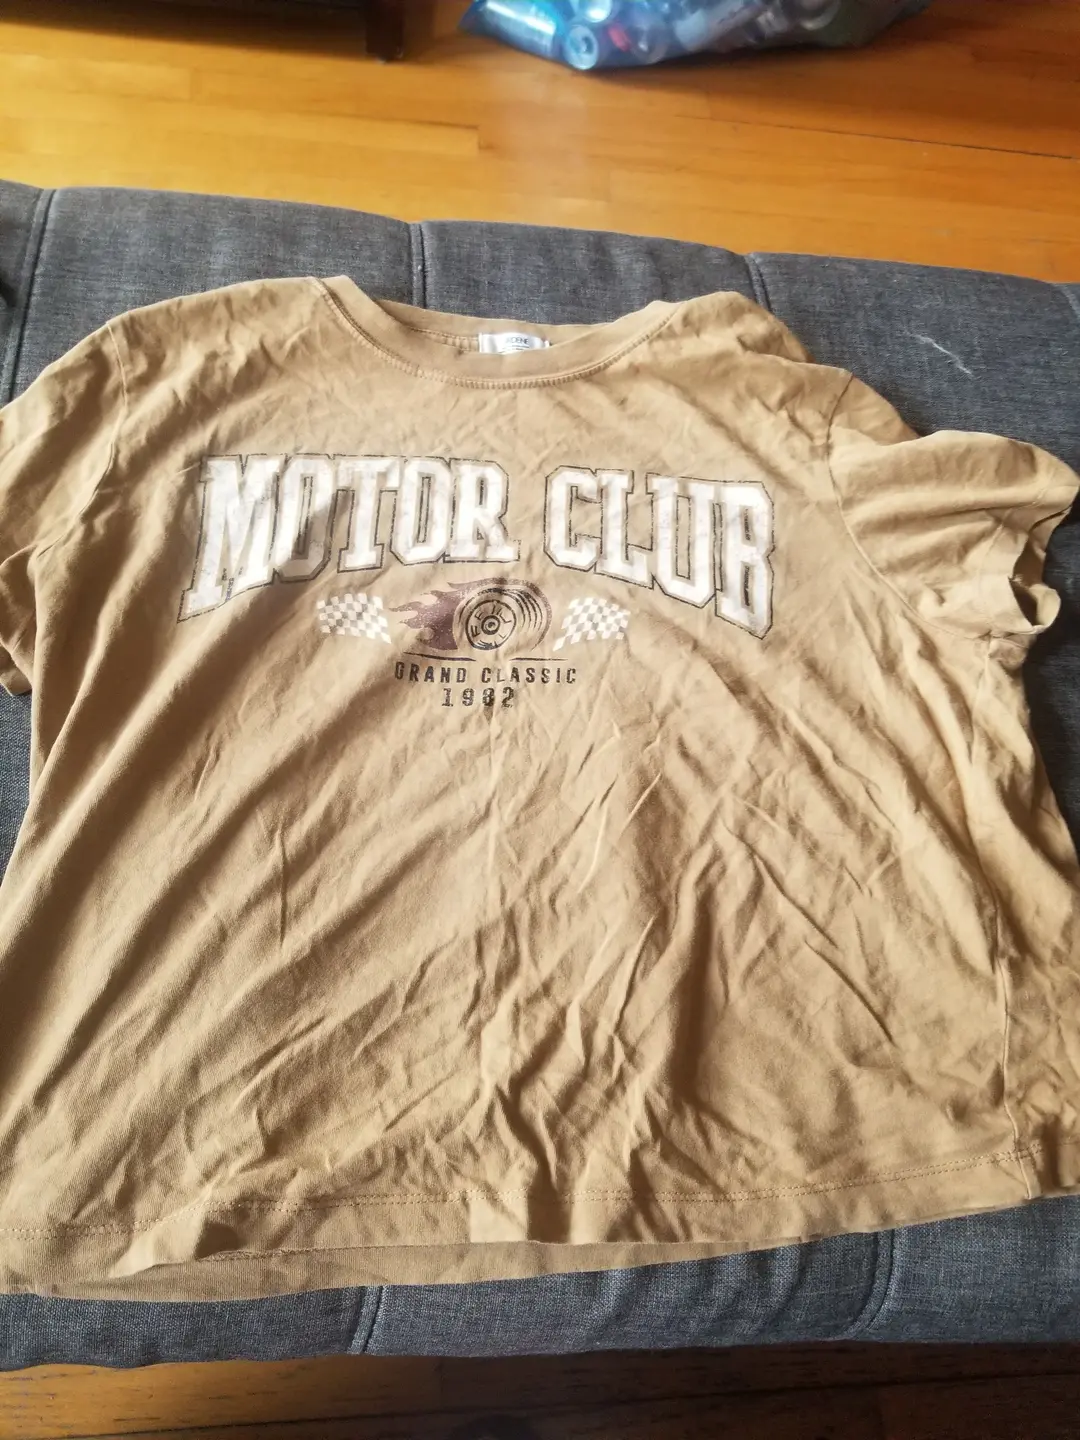 MOTOR CLUB
GRAND CLASSIC
1982